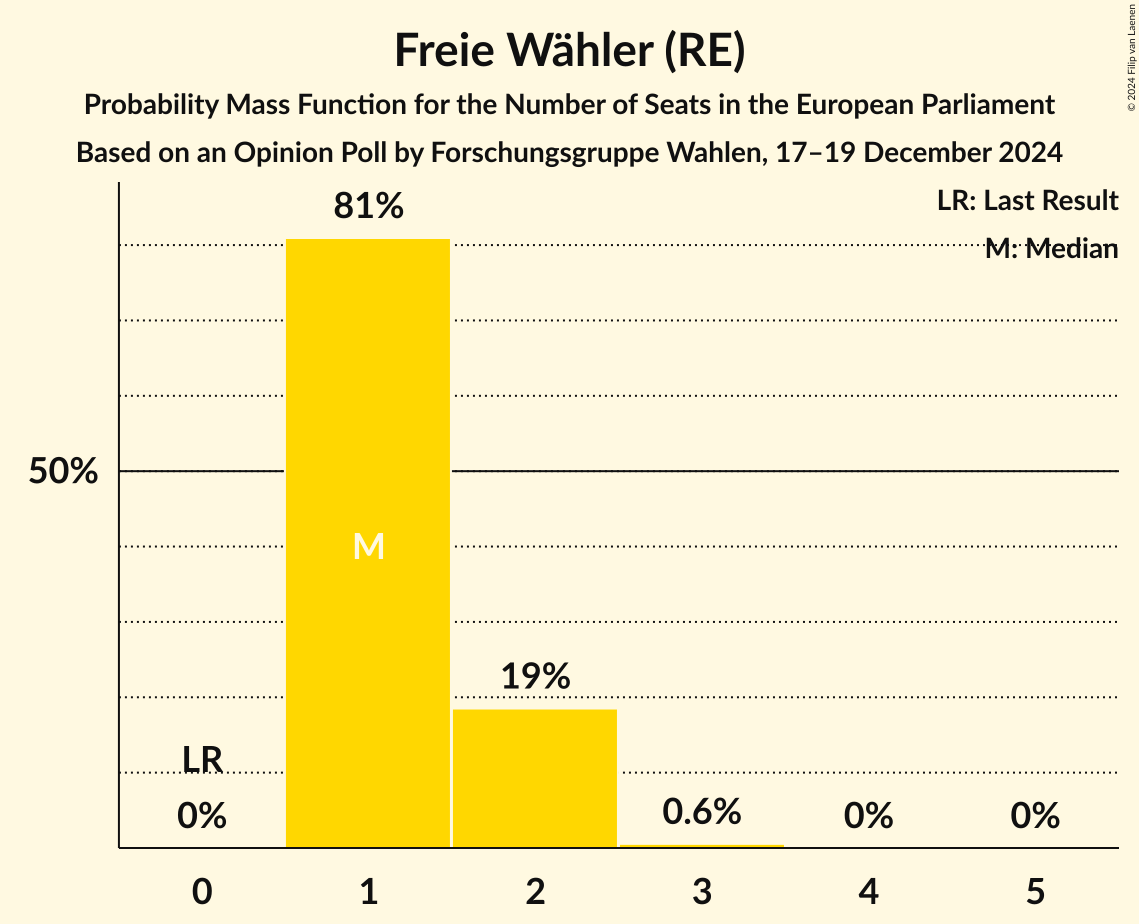 Freie Wähler (RE)
Probability Mass Function for the Number of Seats in the European Parliament
Based on an Opinion Poll by Forschungsgruppe Wahlen, 17–19 December 2024
© 2024 Filip van Laenen
LR: Last Result
M: Median
81%
50%
M
19%
LR
0%
0.6%
0%
0%
0 1 2 3 4 5